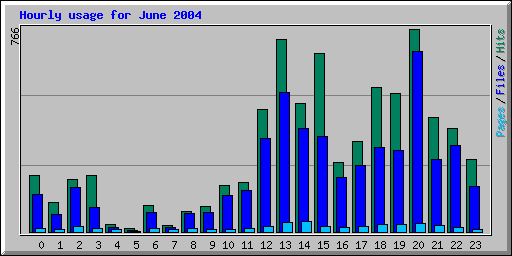 Hourly usage for June 2004
766
Pages / Files / Hits
0 1 2 3 4 5 6 7 8 9 10 11 12 13 14 15 16 17 18 19 20 21 22 23